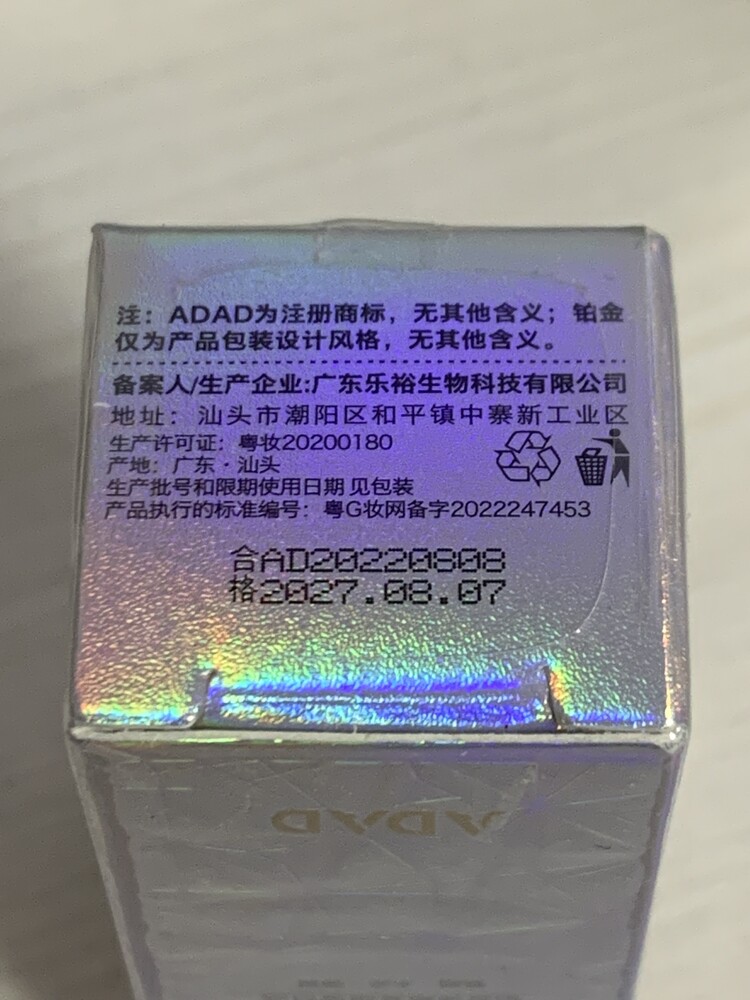 注：ADAD为注册商标，无其他含义；铂金
仅为产品包装设计风格，无其他含义。
备案人/生产企业:广东乐裕生物科技有限公司
地址：汕头市潮阳区和平镇中寨新工业区
生产许可证：粤妆20200180
产地：广东·汕头
生产批号和限期使用日期 见包装
产品执行的标准编号：粤G妆网备字2022247453
合AD20220808
格2027.08.07
ADAD